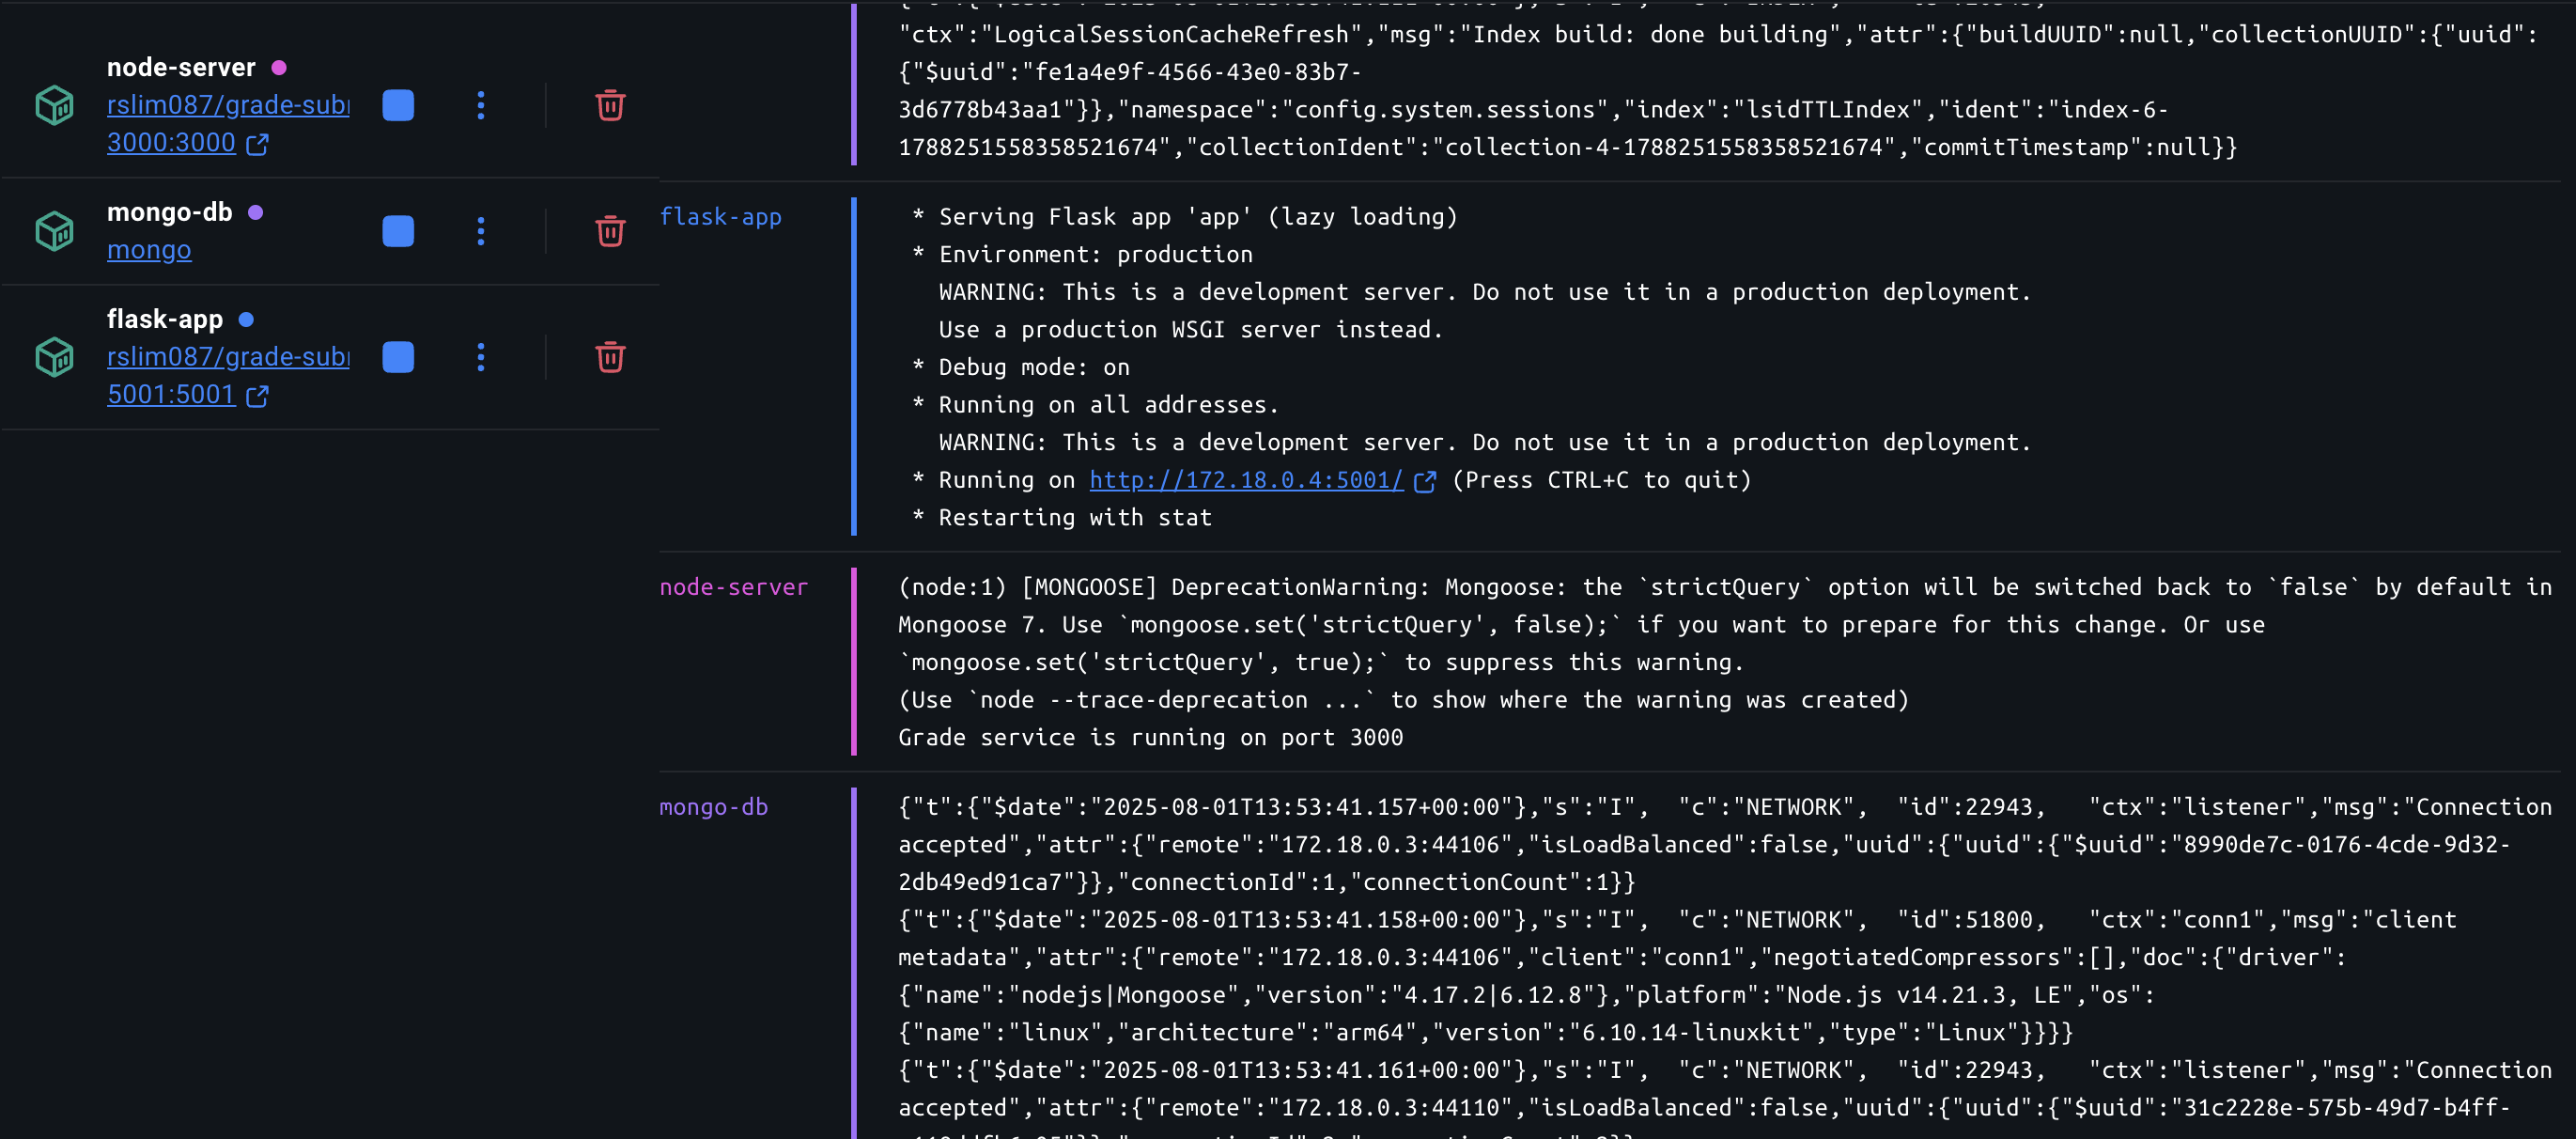 node-server
rslim087/grade-subr
3000:3000
mongo-db
mongo
flask-app
rslim087/grade-subr
5001:5001
"ctx":"LogicalSessionCacheRefresh","msg":"Index build: done building","attr":{"buildUUID":null,"collectionUUID":{"uuid":
{"$uuid":"fe1a4e9f-4566-43e0-83b7-
3d6778b43aa1"}},"namespace":"config.system.sessions","index":"lsidTTLIndex","ident":"index-6-
1788251558358521674","collectionIdent":"collection-4-1788251558358521674","commitTimestamp":null}}
flask-app
* Serving Flask app 'app' (lazy loading)
* Environment: production
WARNING: This is a development server. Do not use it in a production deployment.
Use a production WSGI server instead.
* Debug mode: on
* Running on all addresses.
WARNING: This is a development server. Do not use it in a production deployment.
* Running on http://172.18.0.4:5001/ (Press CTRL+C to quit)
* Restarting with stat
node-server
(node:1) [MONGOOSE] DeprecationWarning: Mongoose: the `strictQuery` option will be switched back to `false` by default in
Mongoose 7. Use `mongoose.set('strictQuery', false);` if you want to prepare for this change. Or use
`mongoose.set('strictQuery', true);` to suppress this warning.
(Use `node --trace-deprecation ...` to show where the warning was created)
Grade service is running on port 3000
mongo-db
{"t":{"$date":"2025-08-01T13:53:41.157+00:00"},"s":"I",  "c":"NETWORK",  "id":22943,   "ctx":"listener","msg":"Connection
accepted","attr":{"remote":"172.18.0.3:44106","isLoadBalanced":false,"uuid":{"uuid":{"$uuid":"8990de7c-0176-4cde-9d32-
2db49ed91ca7"}},"connectionId":1,"connectionCount":1}}
{"t":{"$date":"2025-08-01T13:53:41.158+00:00"},"s":"I",  "c":"NETWORK",  "id":51800,   "ctx":"conn1","msg":"client
metadata","attr":{"remote":"172.18.0.3:44106","client":"conn1","negotiatedCompressors":[],"doc":{"driver":
{"name":"nodejs|Mongoose","version":"4.17.2|6.12.8"},"platform":"Node.js v14.21.3, LE","os":
{"name":"linux","architecture":"arm64","version":"6.10.14-linuxkit","type":"Linux"}}}}
{"t":{"$date":"2025-08-01T13:53:41.161+00:00"},"s":"I",  "c":"NETWORK",  "id":22943,   "ctx":"listener","msg":"Connection
accepted","attr":{"remote":"172.18.0.3:44110","isLoadBalanced":false,"uuid":{"uuid":{"$uuid":"31c2228e-575b-49d7-b4ff-